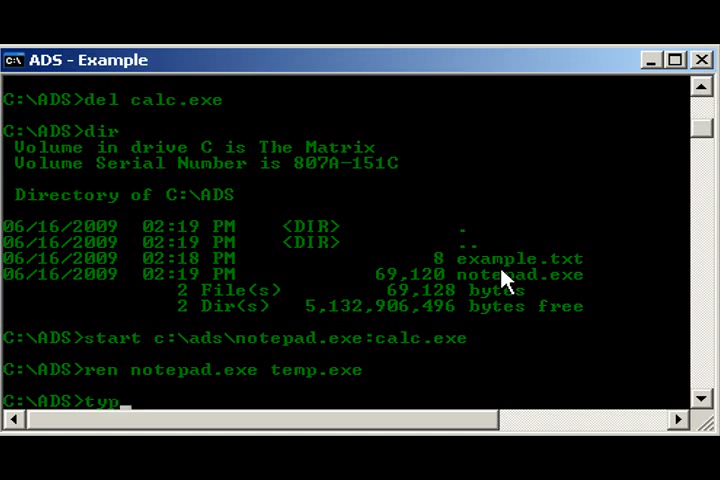 ADS - Example
C:\ADS>del calc.exe
C:\ADS>dir
Volume in drive C is The Matrix
Volume Serial Number is 807A-151C
Directory of C:\ADS
06/16/2009 02:19 PM <DIR> .
06/16/2009 02:19 PM <DIR> ..
06/16/2009 02:18 PM 8 example.txt
06/16/2009 02:19 PM 69,120 notepad.exe
2 File(s) 69,128 bytes
2 Dir(s) 5,132,906,496 bytes free
C:\ADS>start c:\ads\notepad.exe:calc.exe
C:\ADS>ren notepad.exe temp.exe
C:\ADS>typ_